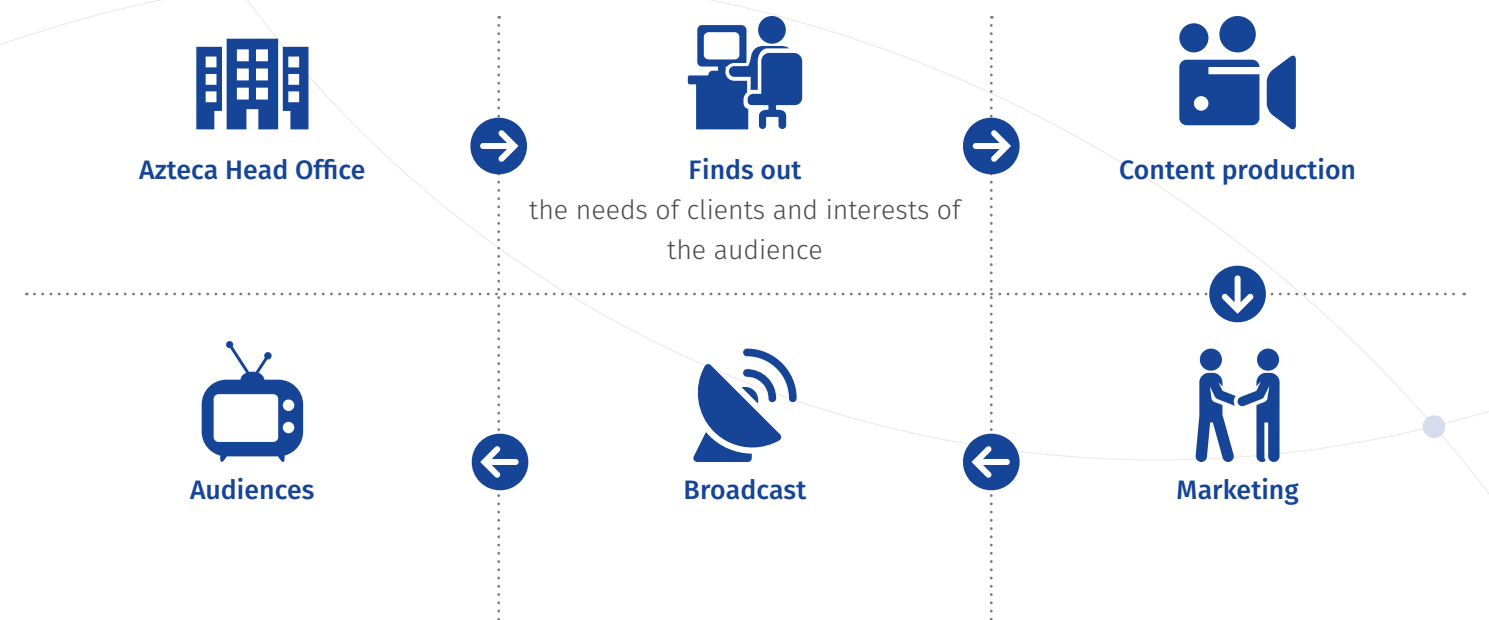 Azteca Head Office
Finds out
the needs of clients and interests of
the audience
Content production
Audiences
Broadcast
Marketing